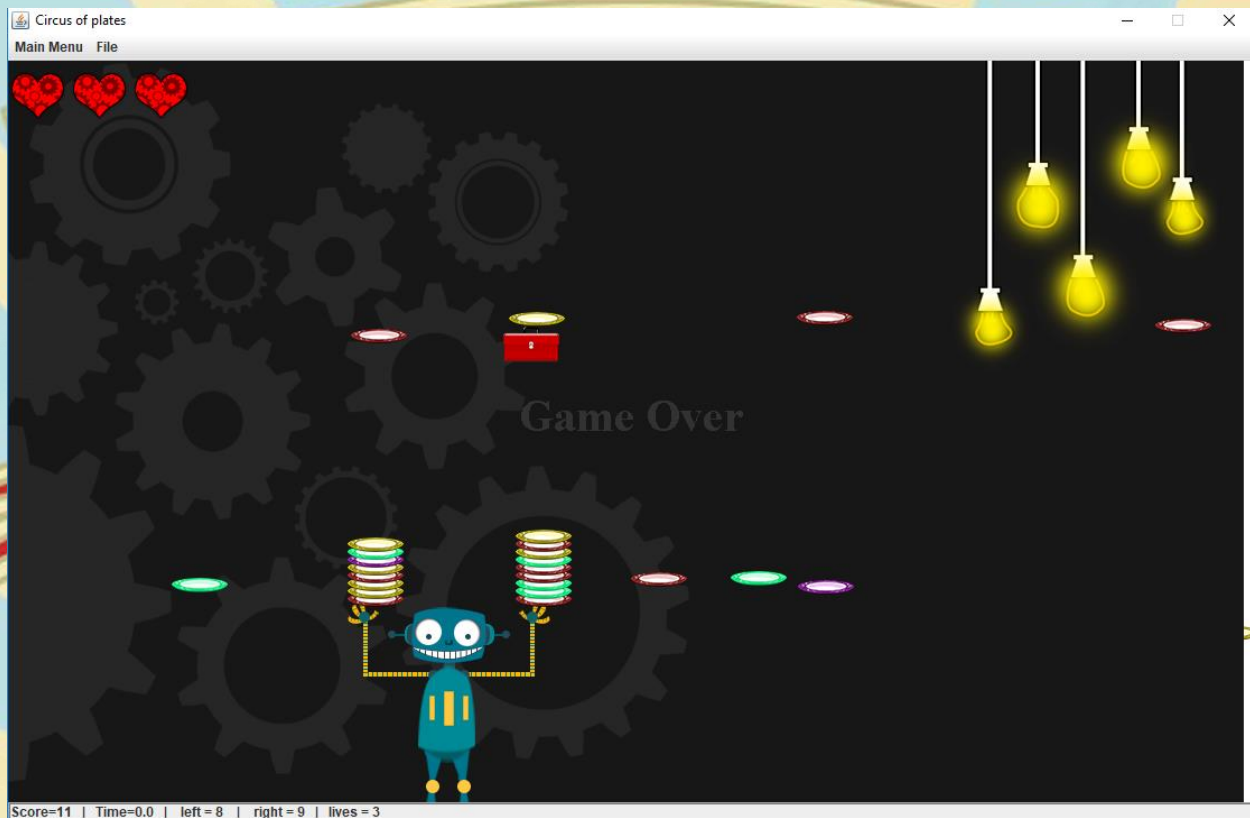 Circus of plates
Main Menu File
Game Over
Score=11 | Time=0.0 | left = 8 | right = 9 | lives = 3